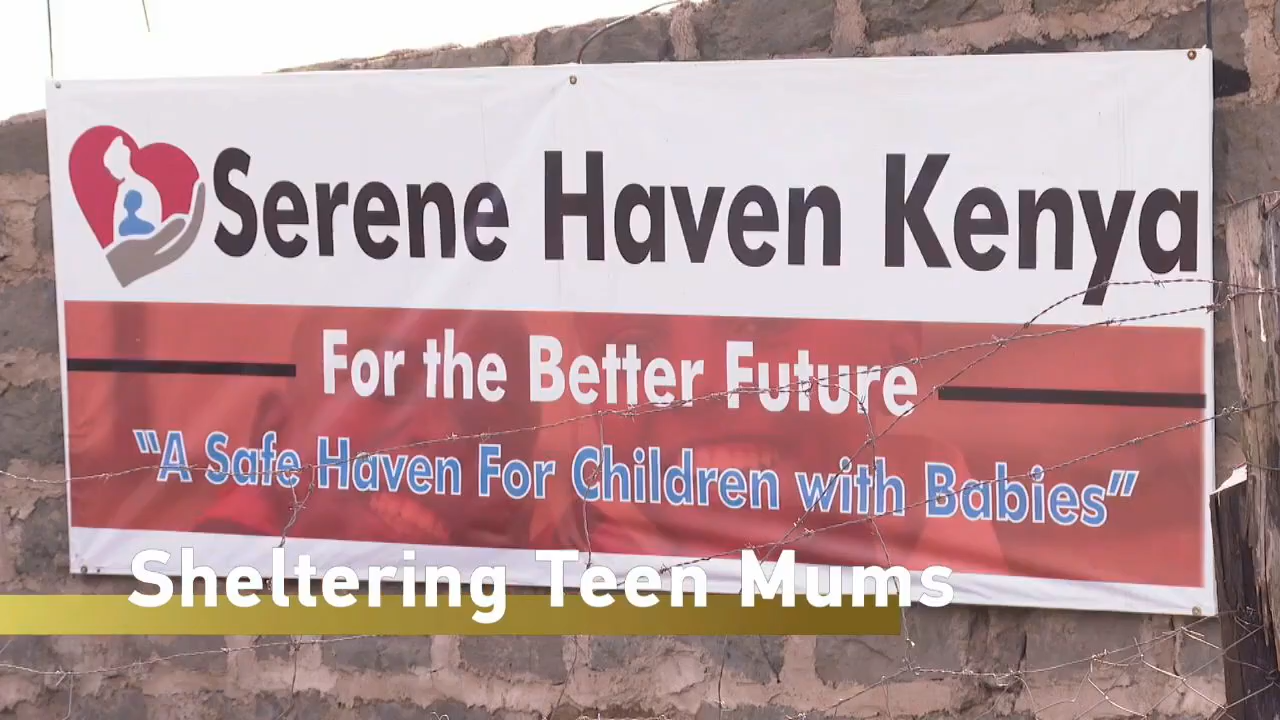 Serene Haven Kenya
For the Better Future
“A Safe Haven For Children with Babies”
Sheltering Teen Mums